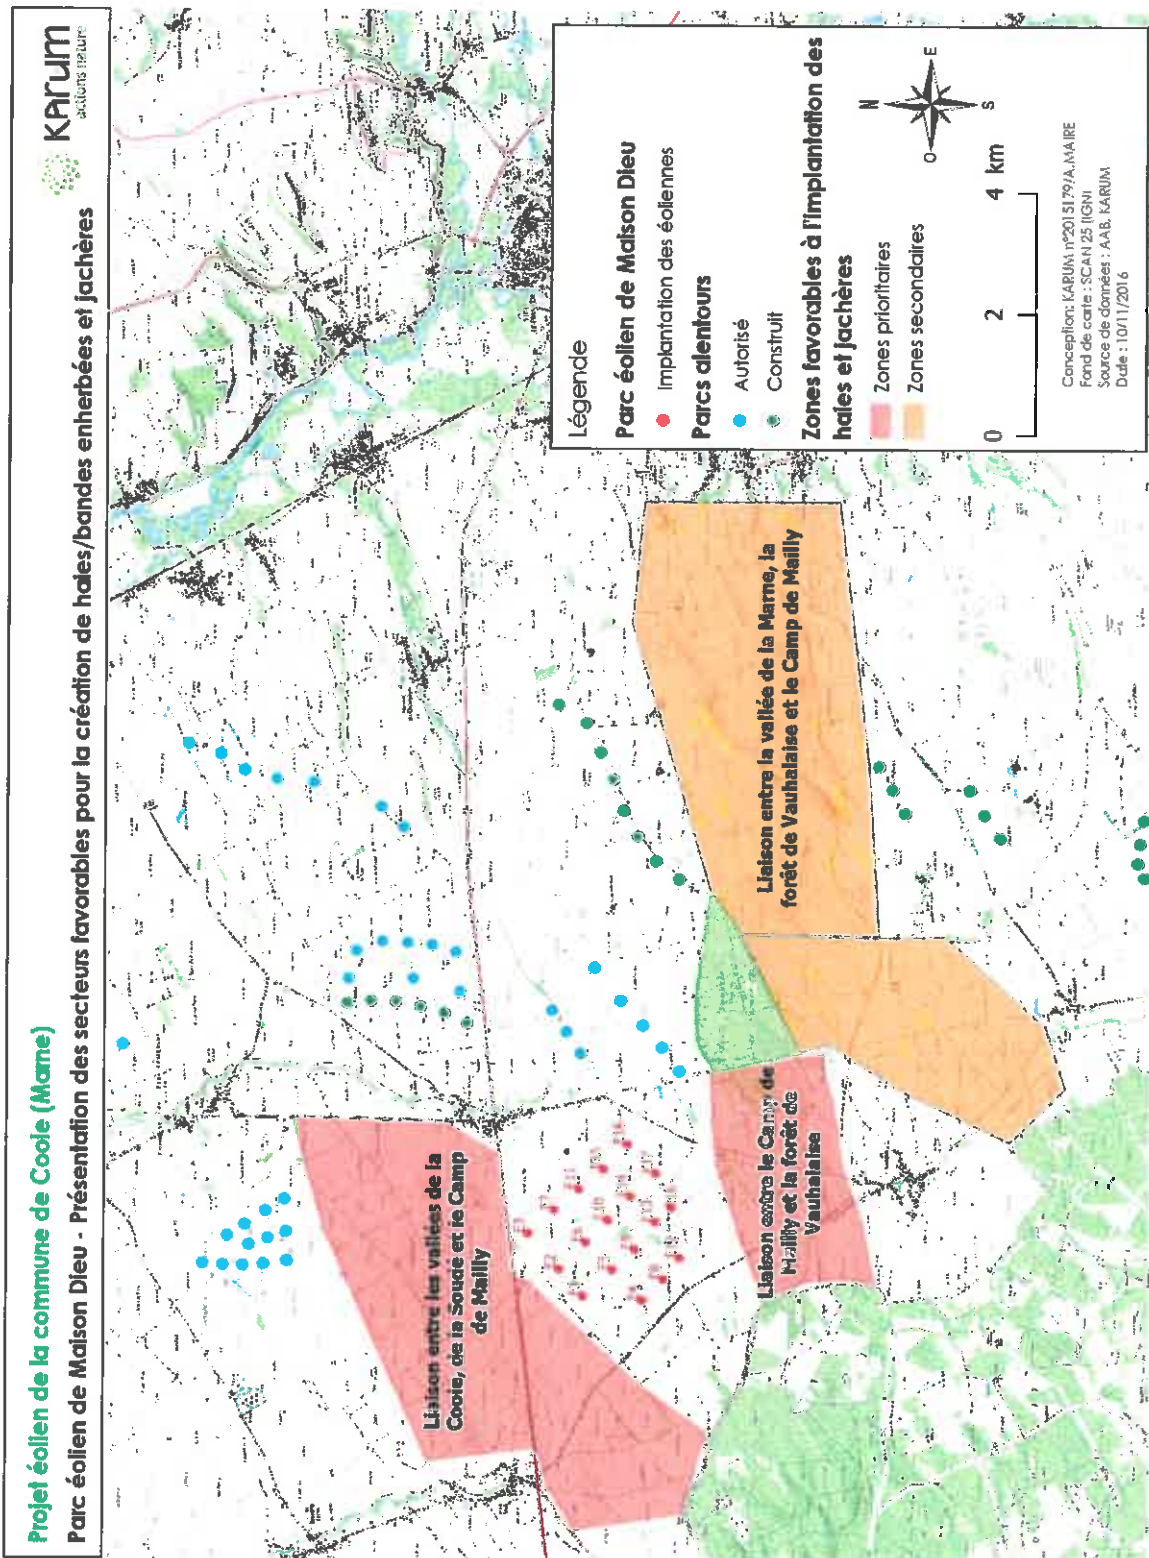 Projet éolien de la commune de Coole (Marne)
Parc éolien de Maison Dieu - Présentation des secteurs favorables pour la création de haies/bandes enherbées et jachères
KARUM
actions nature
Liaison entre les vallées de la
Coole, de la Soude et le Camp
de Mailly
Liaison entre le Camp de
Mailly et la forêt de
Vauhalaise
Liaison entre la vallée de la Marne, la
forêt de Vauhalaise et le Camp de Mailly
Légende
Parc éolien de Maison Dieu
Implantation des éoliennes
Parcs alentours
Autorisé
Construit
Zones favorables à l'implantation des
haies et jachères
Zones prioritaires
Zones secondaires
N
O
E
S
0 2 4 km
Conception: KARUM n°2015179/A.MAIRE
Fond de carte : SCAN 25 (IGN)
Source de données : AAB, KARUM
Date : 10/11/2016